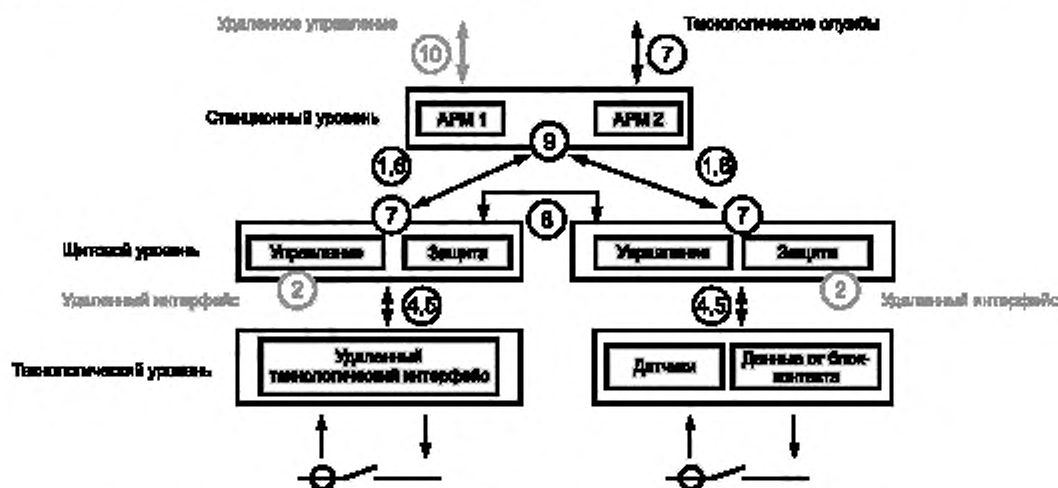 Удаленное управление
Технологические службы
10
7
Станционный уровень
АРМ 1
АРМ 2
9
1,6
1,6
7
8
7
Щитовой уровень
Управление
Защита
Управление
Защита
Удаленный интерфейс
2
4,5
4,5
2
Удаленный интерфейс
Технологический уровень
Удаленный
технологический интерфейс
Датчики
Данные от блок-
контакта